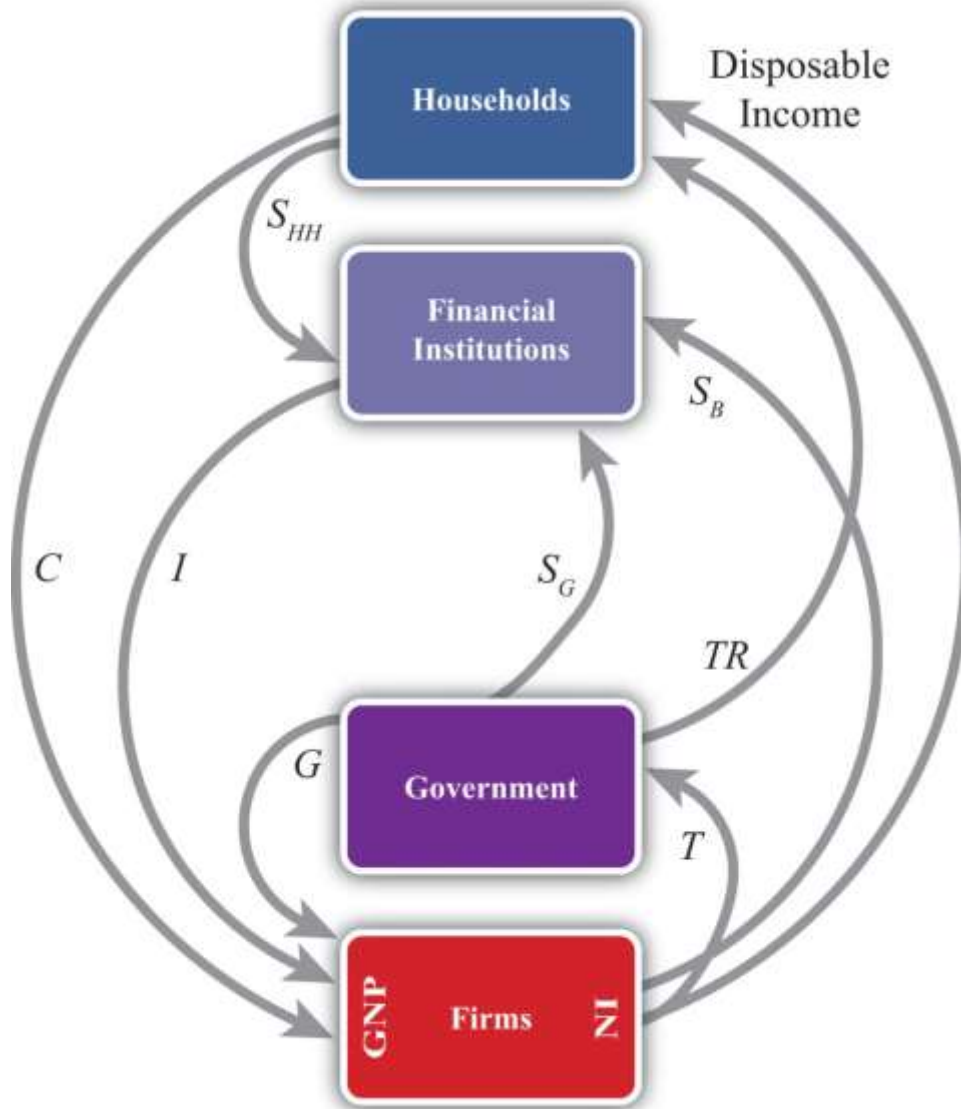 Households
Disposable
Income
S_HH
Financial
Institutions
S_B
C
I
S_G
TR
G
Government
T
GNP
Firms
NI